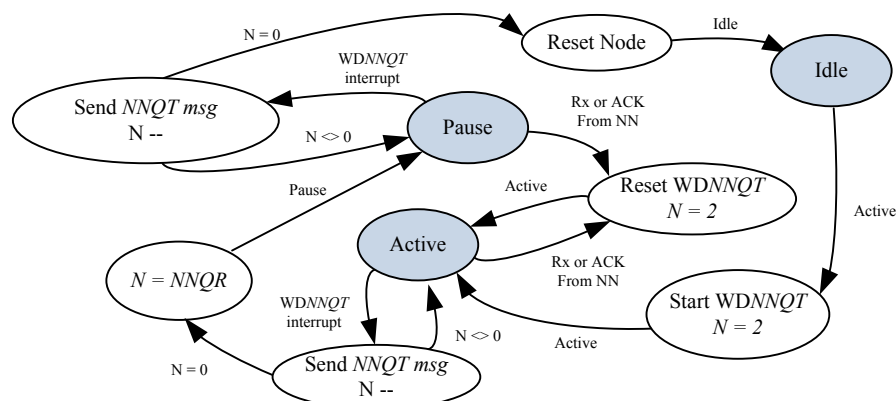 N = 0
Reset Node
Idle
Idle
WDNNQT
interrupt
Send NNQT msg
N --
Pause
Rx or ACK
From NN
N <> 0
Pause
Active
Reset WDNNQT
N = 2
Active
Active
Rx or ACK
From NN
N = NNQR
WDNNQT
interrupt
N <> 0
Start WDNNQT
N = 2
Active
N = 0
Send NNQT msg
N --